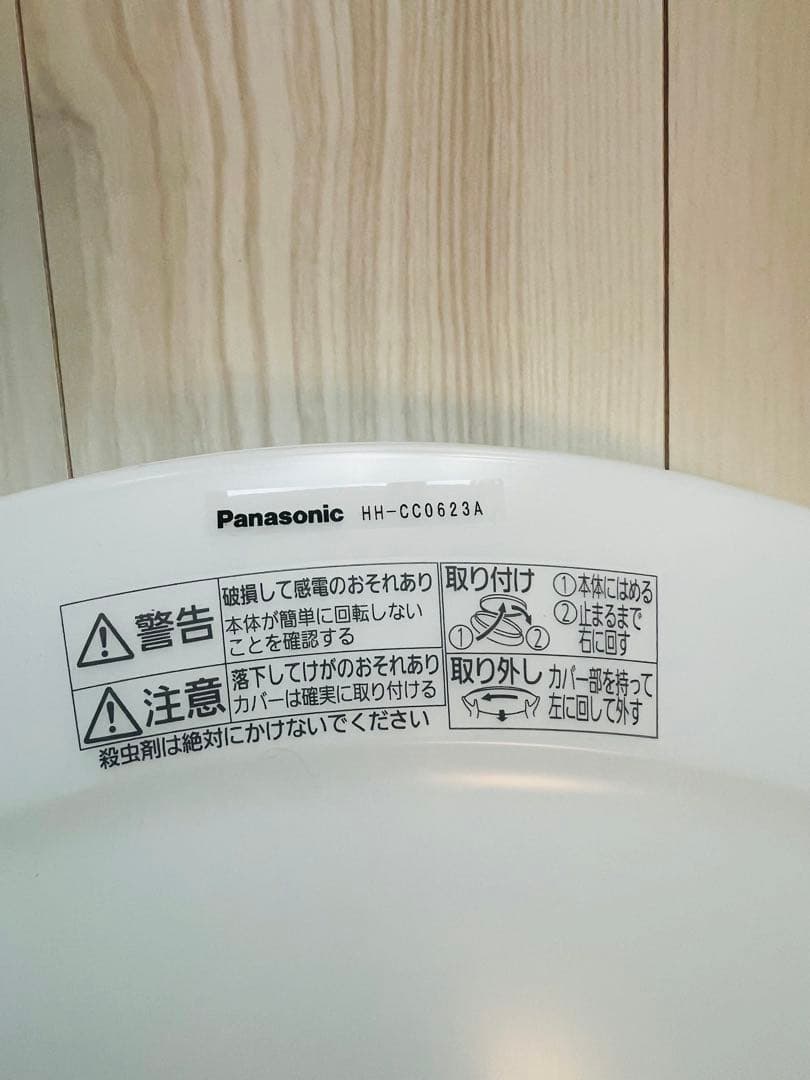 Panasonic HH-CC0623A
警告
破損して感電のおそれあり
本体が簡単に回転しない
ことを確認する
注意
落下してけがのおそれあり
カバーは確実に取り付ける
殺虫剤は絶対にかけないでください
取り付け
①本体にはめる
②止まるまで
右に回す
① ②
取り外し
カバー部を持って
左に回して外す